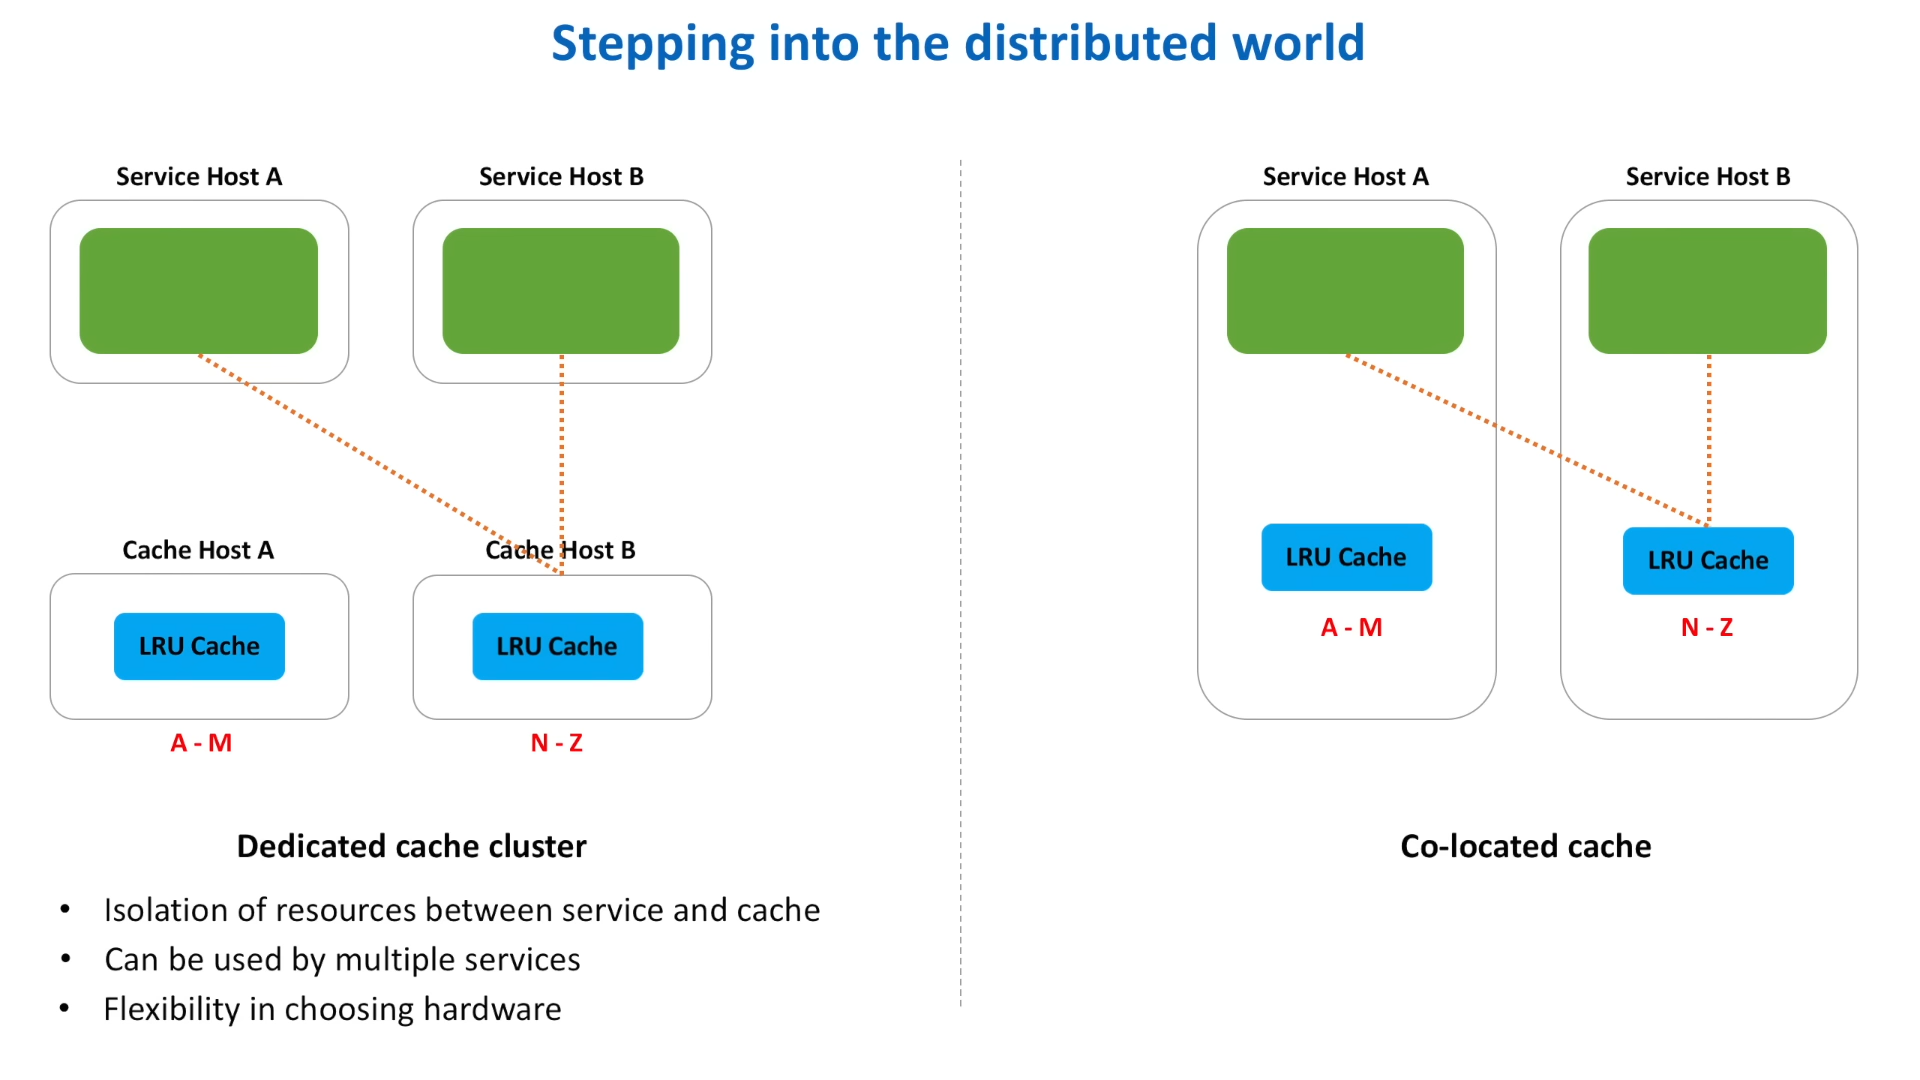 Stepping into the distributed world
Service Host A
Service Host B
Cache Host A
Cache Host B
LRU Cache
LRU Cache
A - M
N - Z
Dedicated cache cluster
• Isolation of resources between service and cache
• Can be used by multiple services
• Flexibility in choosing hardware
Service Host A
Service Host B
LRU Cache
LRU Cache
A - M
N - Z
Co-located cache